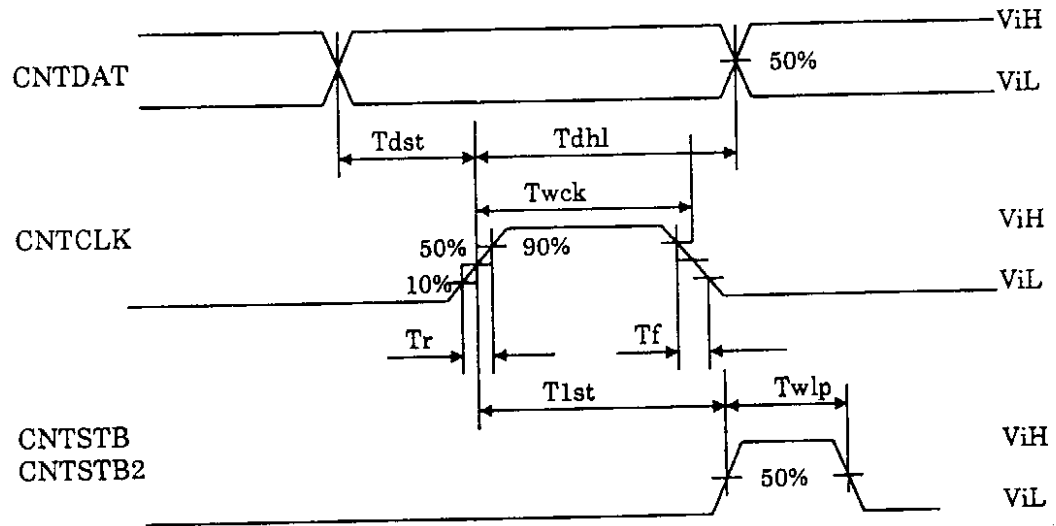 ViH
CNTDAT
50%
ViL
Tdst
Tdhl
Twck
ViH
CNTCLK
50%
90%
10%
ViL
Tr
Tf
T1st
Twlp
CNTSTB
ViH
CNTSTB2
50%
ViL